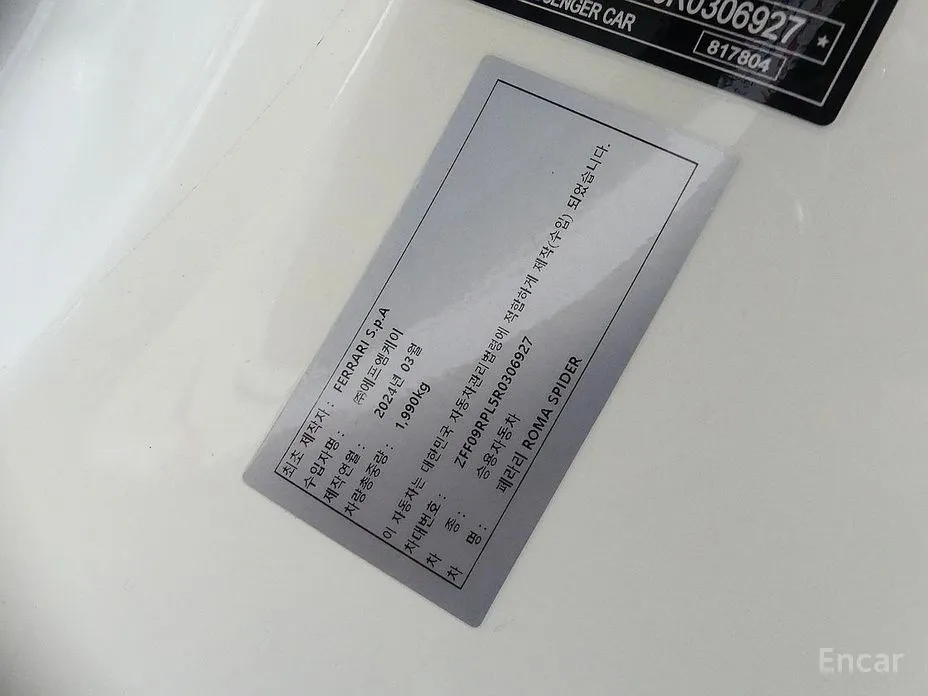 R0306927 ★
SENGER CAR
817804
최초 제작자 : FERRARI S.p.A
수입자명 : ㈜에프엠케이
제작연월 : 2024년 03월
차량총중량 : 1.990kg
이 자동차는 대한민국 자동차관리법령에 적합하게 제작(수입) 되었습니다.
차대번호 : ZFF09RPL5R0306927
차 종 : 승용자동차
차 명 : 페라리 ROMA SPIDER
Encar